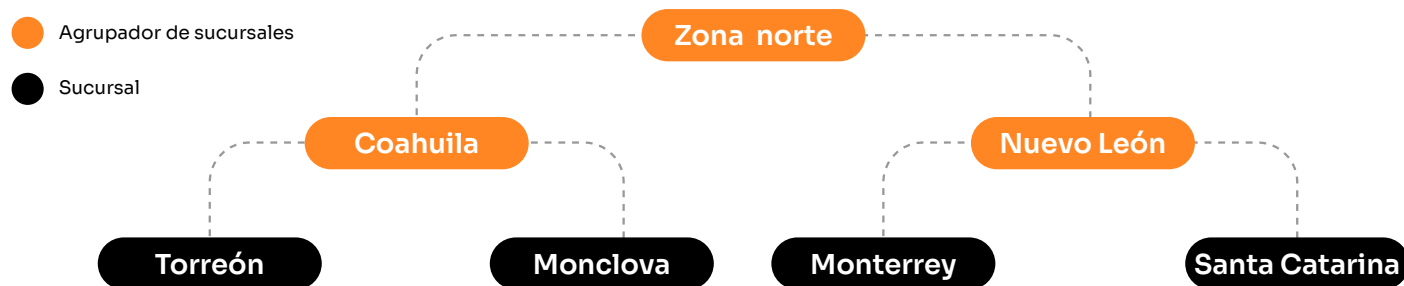 Agrupador de sucursales
Sucursal
Zona norte
Coahuila
Nuevo León
Torreón
Monclova
Monterrey
Santa Catarina